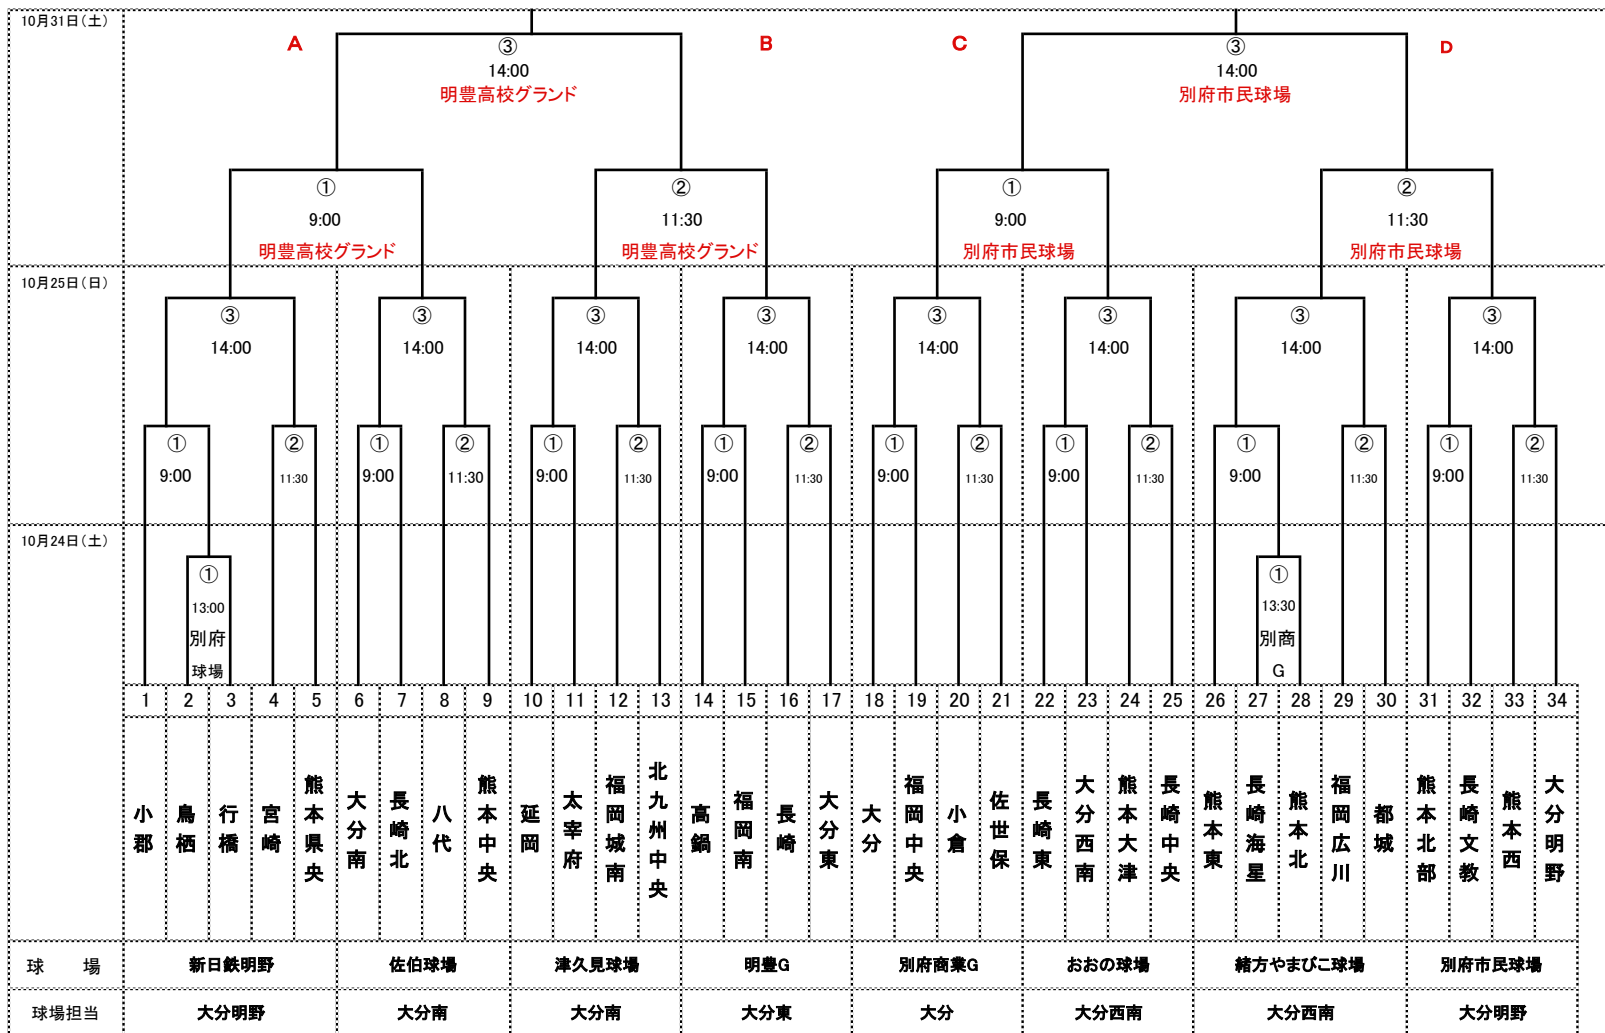 10月31日(土)
A
B
C
D
③
③
14:00
14:00
明豊高校グランド
別府市民球場
①
②
①
②
9:00
11:30
9:00
11:30
明豊高校グランド
明豊高校グランド
別府市民球場
別府市民球場
10月25日(日)
③
③
③
③
③
③
③
③
14:00
14:00
14:00
14:00
14:00
14:00
14:00
14:00
①
②
①
②
①
②
①
②
①
②
①
②
①
②
①
②
9:00
11:30
9:00
11:30
9:00
11:30
9:00
11:30
9:00
11:30
9:00
11:30
9:00
11:30
9:00
11:30
10月24日(土)
①
13:00
別府
球場
①
13:30
別商
G
1 2 3 4 5 6 7 8 9 10 11 12 13 14 15 16 17 18 19 20 21 22 23 24 25 26 27 28 29 30 31 32 33 34
小郡
鳥栖
行橋
宮崎
熊本県央
大分南
長崎北
八代
熊本中央
延岡
太宰府
福岡城南
北九州中央
高鍋
福岡南
長崎
大分東
大分
福岡中央
小倉
佐世保
長崎東
大分西南
熊本大津
長崎中央
熊本東
長崎海星
熊本北
福岡広川
都城
熊本北部
長崎文教
熊本西
大分明野
球 場 新日鉄明野 佐伯球場 津久見球場 明豊G 別府商業G おおの球場 緒方やまびこ球場 別府市民球場
球場担当 大分明野 大分南 大分南 大分東 大分 大分西南 大分西南 大分明野